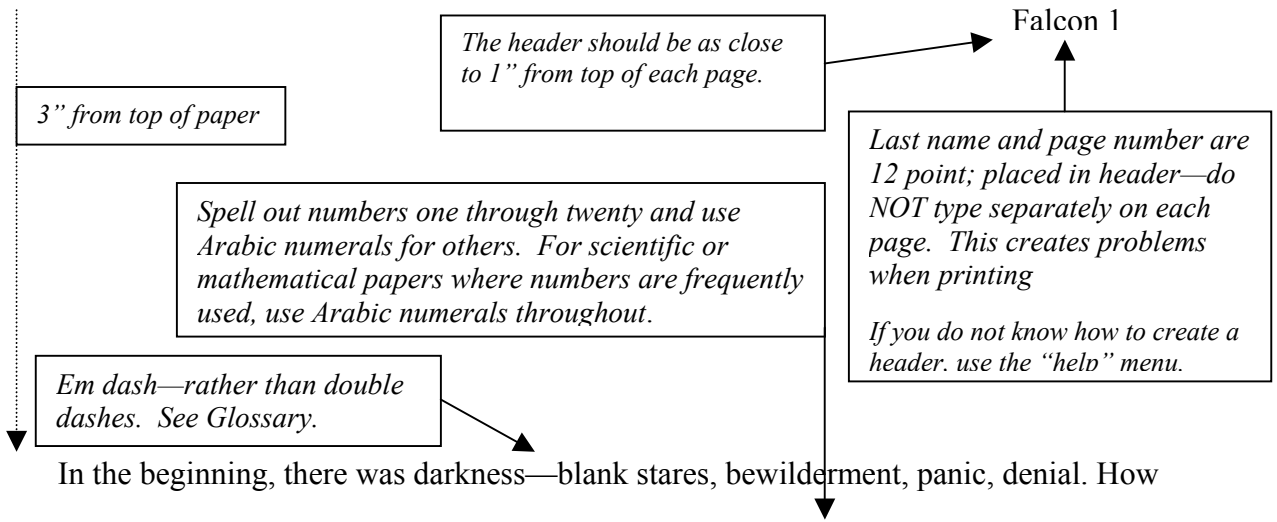 Falcon 1
The header should be as close
to 1” from top of each page.
3” from top of paper
Last name and page number are
12 point; placed in header—do
NOT type separately on each
page.  This creates problems
when printing
If you do not know how to create a
header, use the “help” menu.
Spell out numbers one through twenty and use
Arabic numerals for others.  For scientific or
mathematical papers where numbers are frequently
used, use Arabic numerals throughout.
Em dash—rather than double
dashes.  See Glossary.
In the beginning, there was darkness—blank stares, bewilderment, panic, denial. How